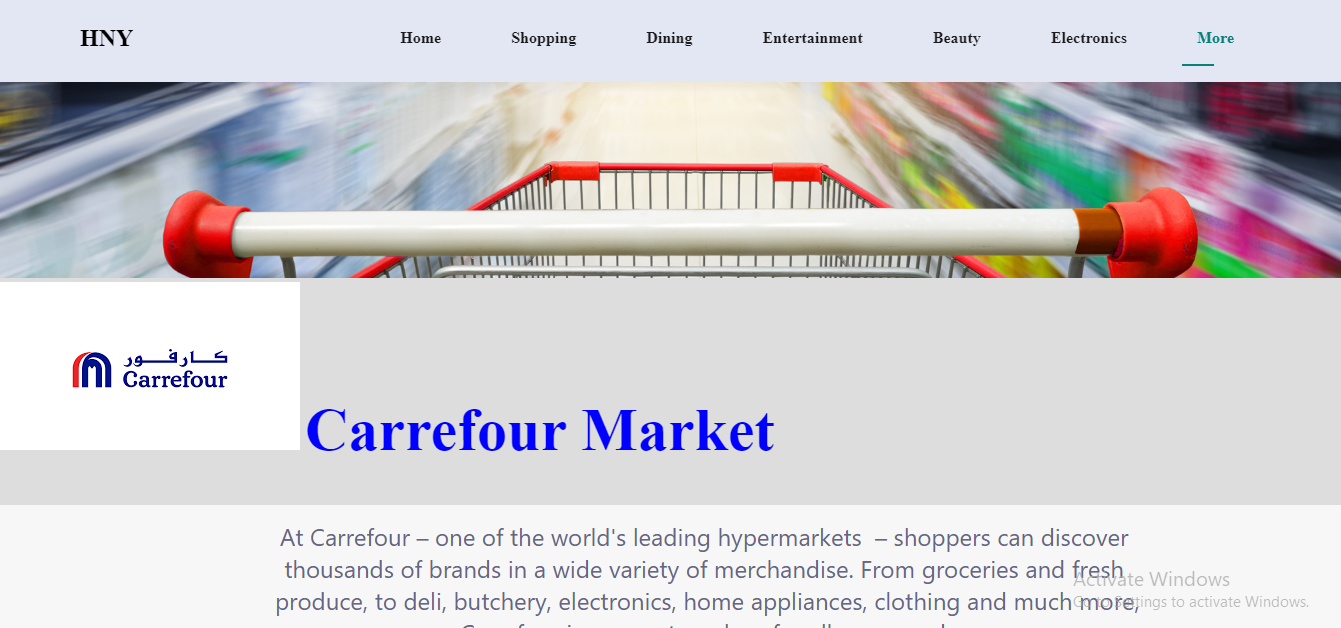 HNY
Home Shopping Dining Entertainment Beauty Electronics More
كارفور
Carrefour
Carrefour Market
At Carrefour – one of the world's leading hypermarkets – shoppers can discover
thousands of brands in a wide variety of merchandise. From groceries and fresh
produce, to deli, butchery, electronics, home appliances, clothing and much more,
Activate Windows
Go to Settings to activate Windows.